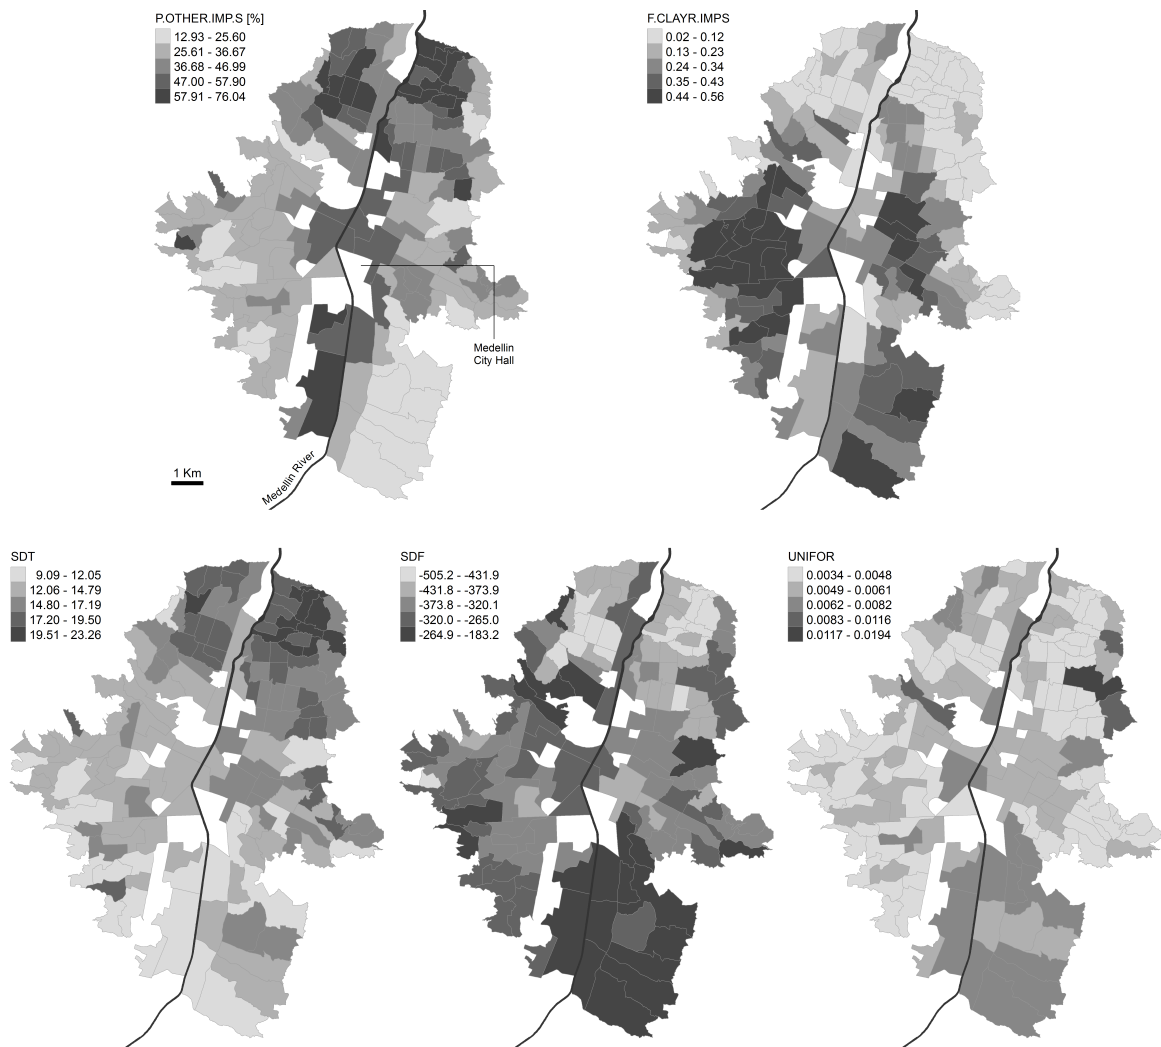 P.OTHER.IMP.S [%]
12.93 - 25.60
25.61 - 36.67
36.68 - 46.99
47.00 - 57.90
57.91 - 76.04
Medellin
City Hall
1 Km
Medellin River
F.CLAYR.IMPS
0.02 - 0.12
0.13 - 0.23
0.24 - 0.34
0.35 - 0.43
0.44 - 0.56
SDT
9.09 - 12.05
12.06 - 14.79
14.80 - 17.19
17.20 - 19.50
19.51 - 23.26
SDF
-505.2 - -431.9
-431.8 - -373.9
-373.8 - -320.1
-320.0 - -265.0
-264.9 - -183.2
UNIFOR
0.0034 - 0.0048
0.0049 - 0.0061
0.0062 - 0.0082
0.0083 - 0.0116
0.0117 - 0.0194